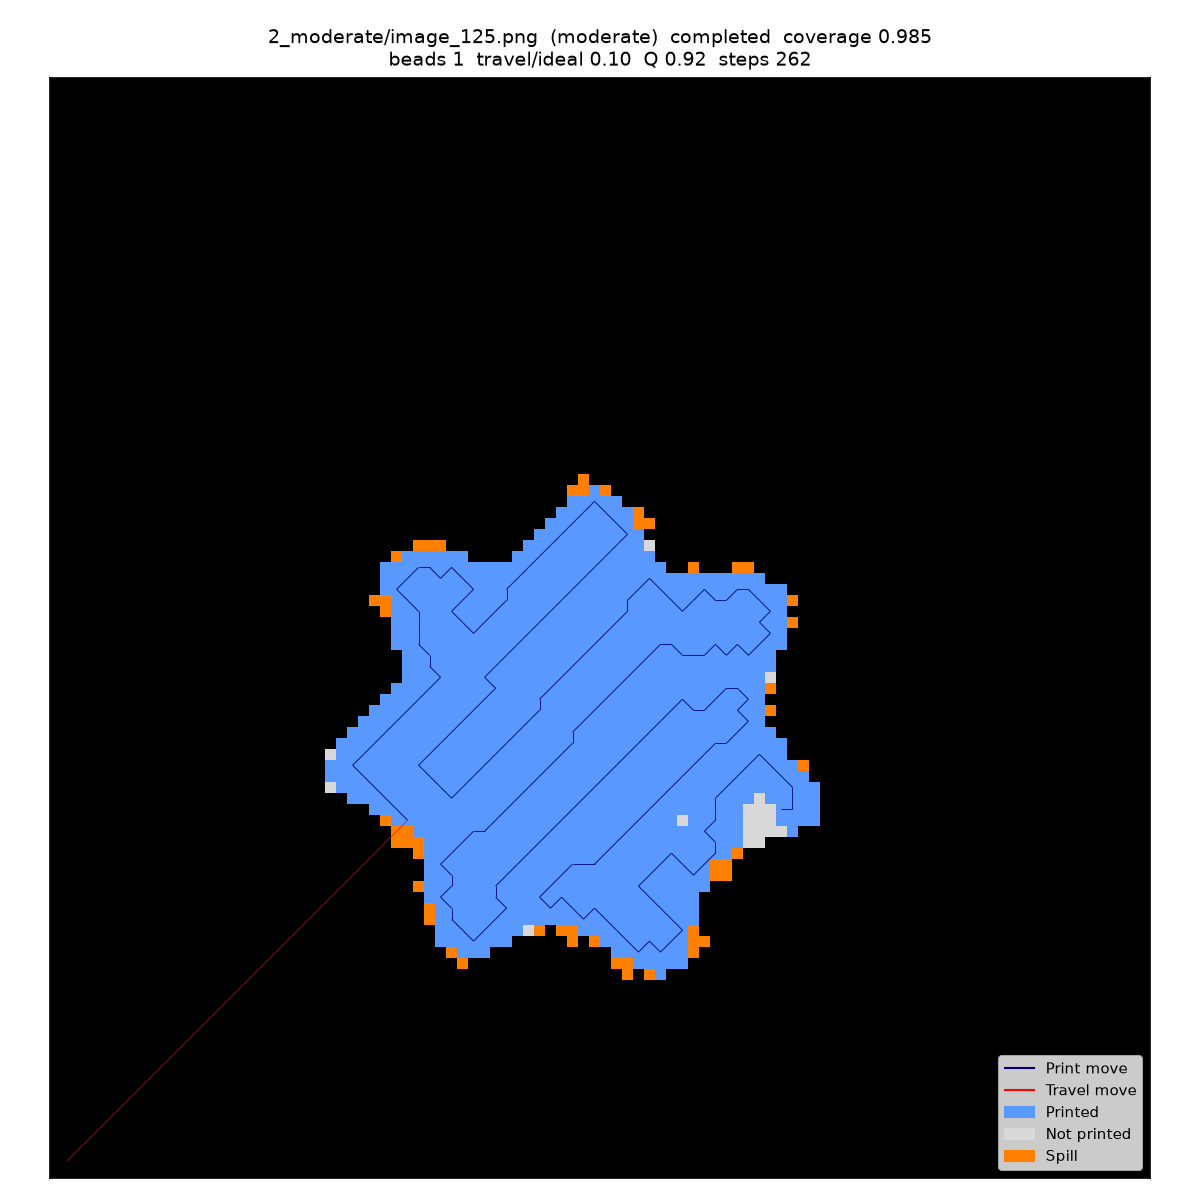 2_moderate/image_125.png  (moderate)  completed  coverage 0.985
beads 1  travel/ideal 0.10  Q 0.92  steps 262
Print move
Travel move
Printed
Not printed
Spill